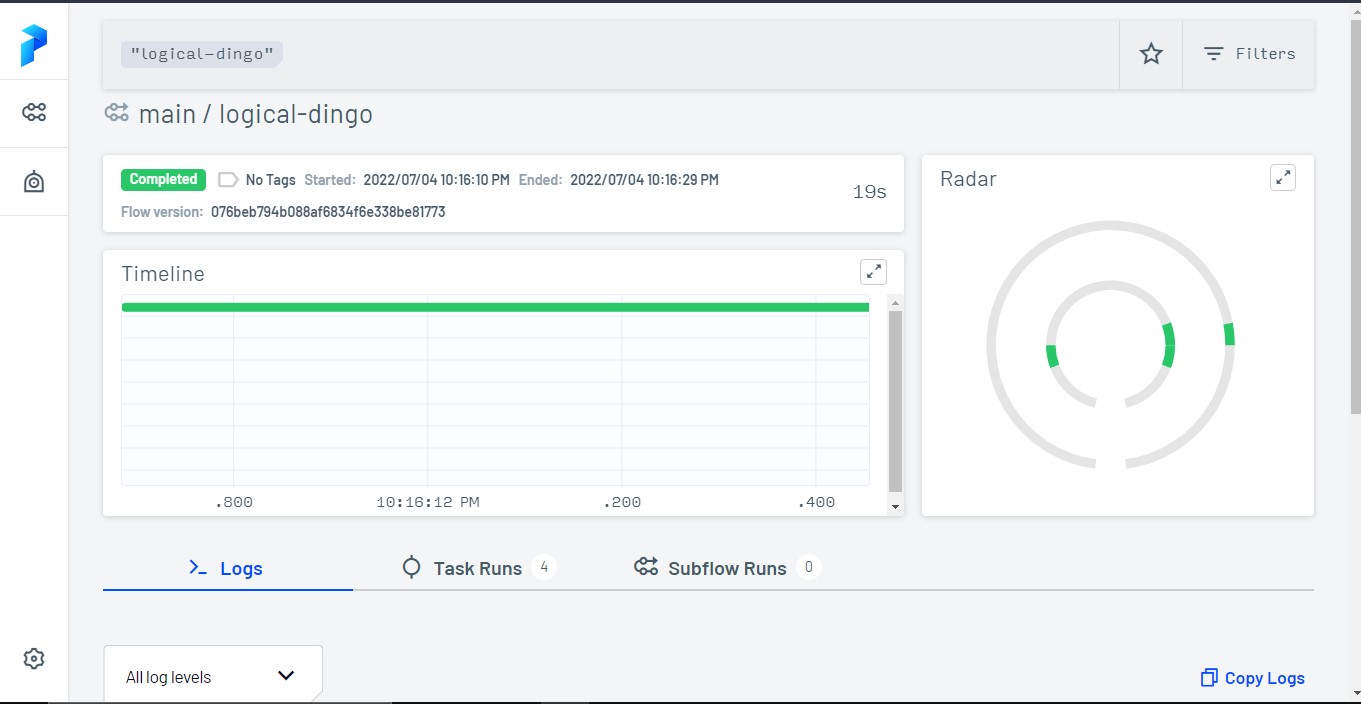 "logical-dingo"
Filters
main / logical-dingo
Completed No Tags Started: 2022/07/04 10:16:10 PM Ended: 2022/07/04 10:16:29 PM
19s
Flow version: 076beb794b088af6834f6e338be81773
Radar
Timeline
.800 10:16:12 PM .200 .400
Logs Task Runs 4 Subflow Runs 0
All log levels
Copy Logs